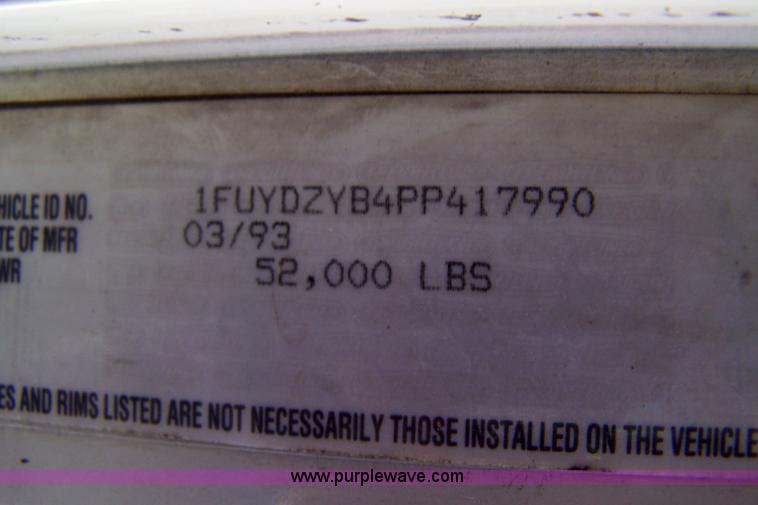 HICLE ID NO. 1FUYDZYB4PP417990
TE OF MFR 03/93
WR 52,000 LBS
ES AND RIMS LISTED ARE NOT NECESSARILY THOSE INSTALLED ON THE VEHICLE
www.purplewave.com